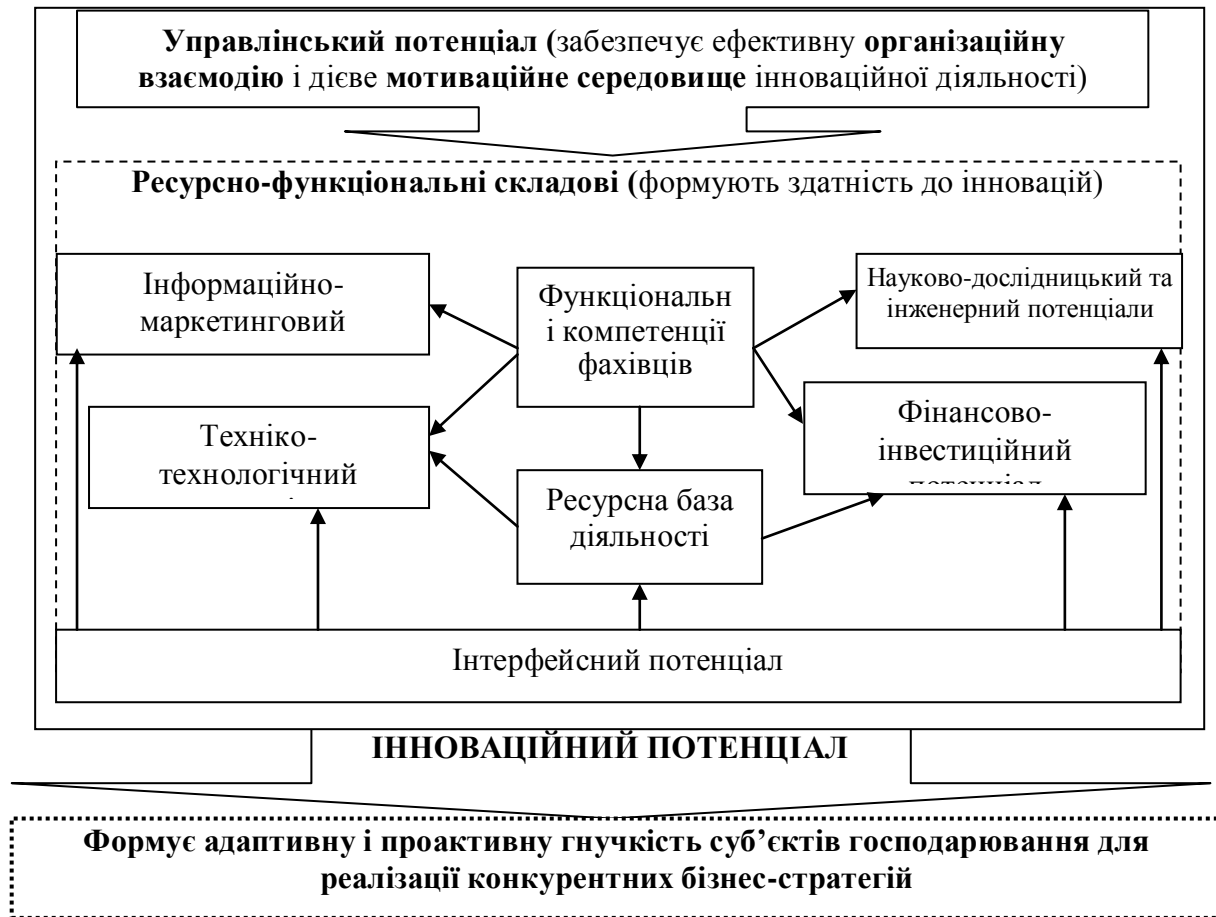 Управлінський потенціал (забезпечує ефективну організаційну
взаємодію і дієве мотиваційне середовище інноваційної діяльності)
Ресурсно-функціональні складові (формують здатність до інновацій)
Інформаційно-
маркетинговий
Функціональн
і компетенції
фахівців
Науково-дослідницький та
інженерний потенціали
Техніко-
технологічний
Фінансово-
інвестиційний
потенціал
Ресурсна база
діяльності
Інтерфейсний потенціал
ІННОВАЦІЙНИЙ ПОТЕНЦІАЛ
Формує адаптивну і проактивну гнучкість суб’єктів господарювання для
реалізації конкурентних бізнес-стратегій